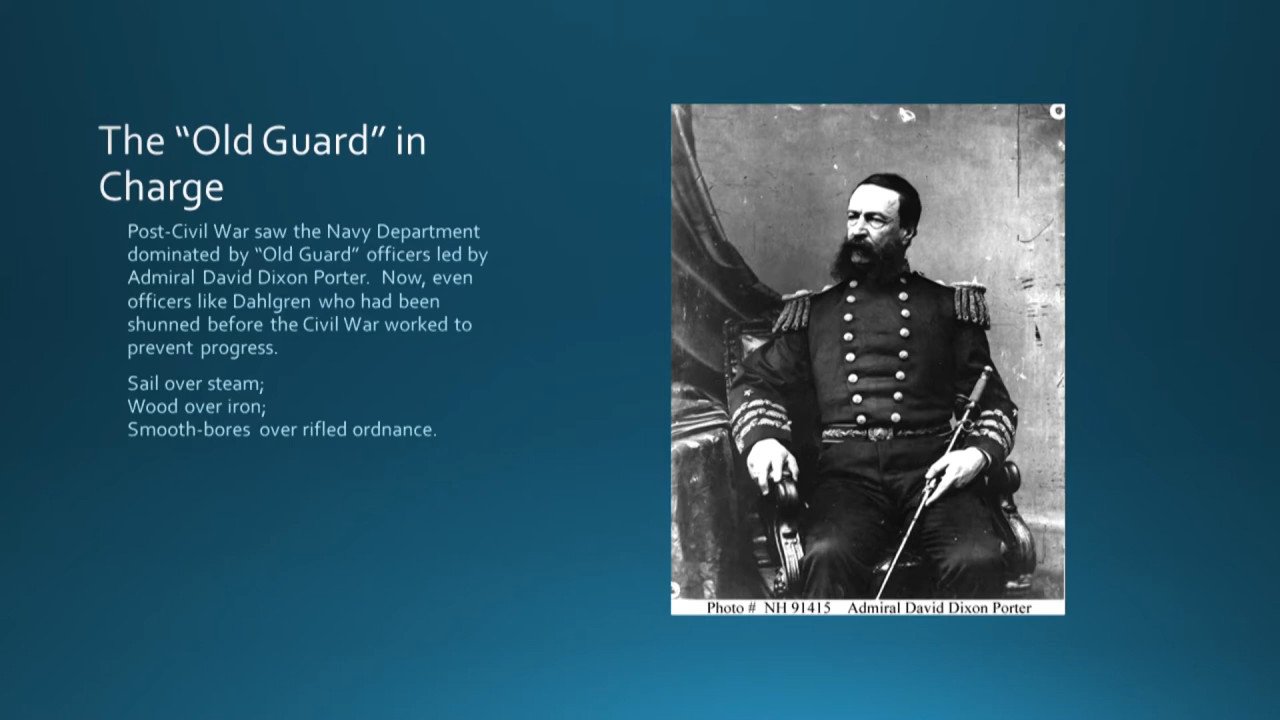 The “Old Guard” in
Charge
Post-Civil War saw the Navy Department
dominated by “Old Guard” officers led by
Admiral David Dixon Porter. Now, even
officers like Dahlgren who had been
shunned before the Civil War worked to
prevent progress.
Sail over steam;
Wood over iron;
Smooth-bores over rifled ordnance.
Photo # NH 91415 Admiral David Dixon Porter